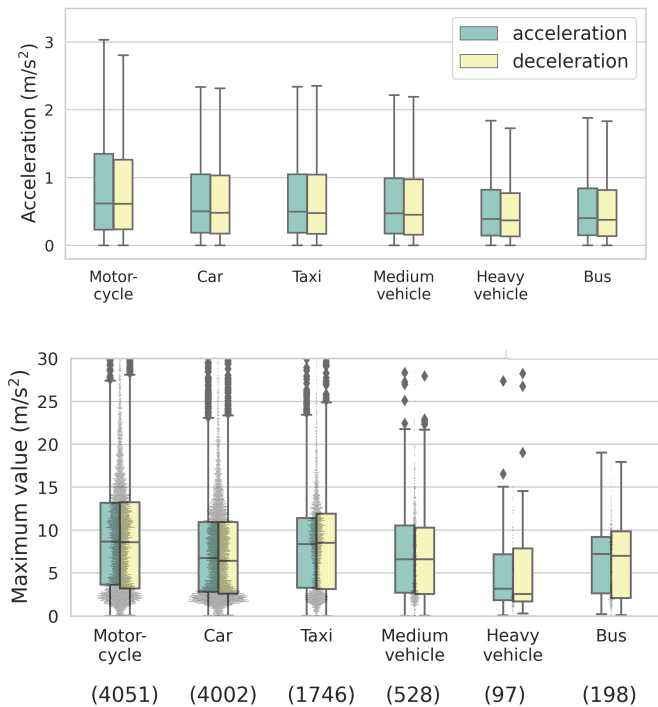 Acceleration (m/s²)
3
2
1
0
acceleration
deceleration
Motor-
cycle
Car
Taxi
Medium
vehicle
Heavy
vehicle
Bus
Maximum value (m/s²)
30
25
20
15
10
5
0
Motor-
cycle
Car
Taxi
Medium
vehicle
Heavy
vehicle
Bus
(4051) (4002) (1746) (528) (97) (198)